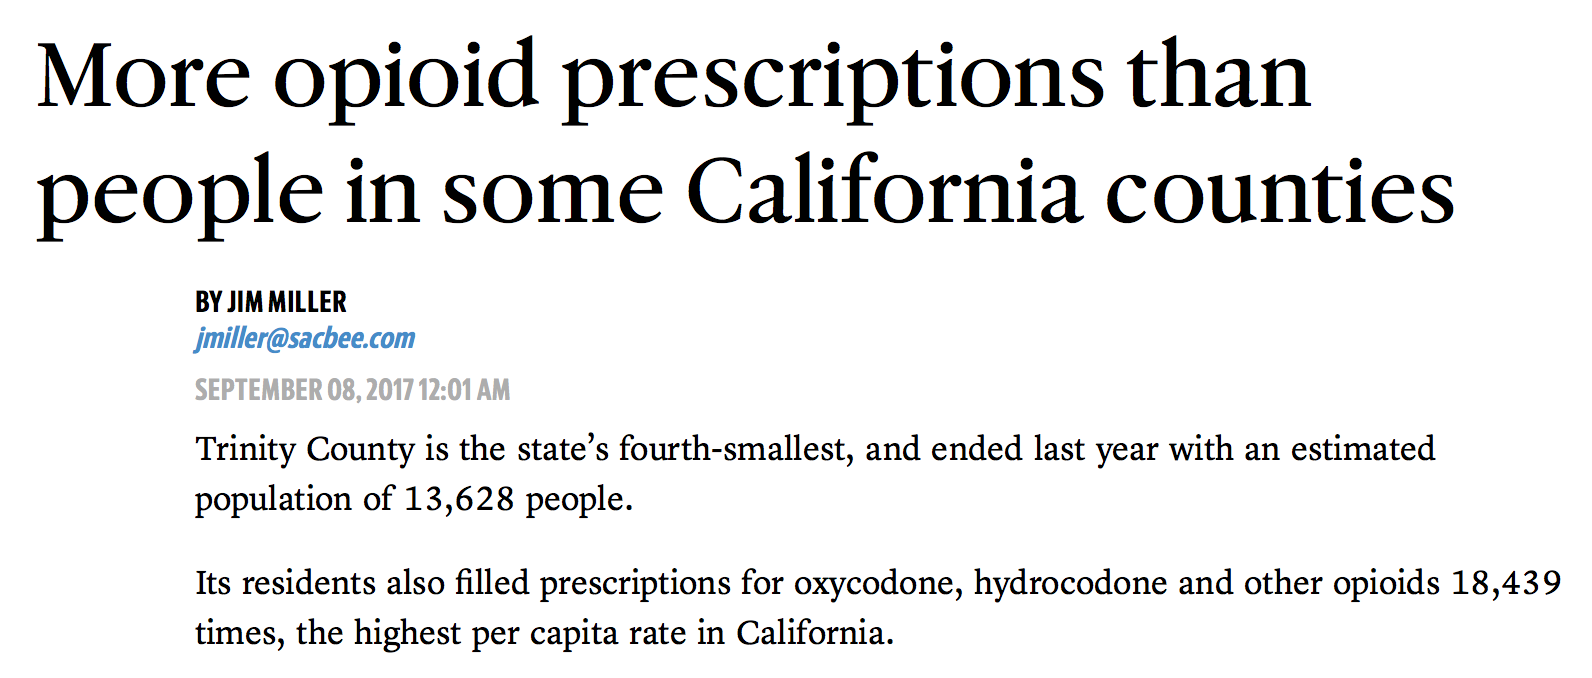 More opioid prescriptions than
people in some California counties
BY JIM MILLER
jmiller@sacbee.com
SEPTEMBER 08, 2017 12:01 AM
Trinity County is the state’s fourth-smallest, and ended last year with an estimated
population of 13,628 people.
Its residents also filled prescriptions for oxycodone, hydrocodone and other opioids 18,439
times, the highest per capita rate in California.